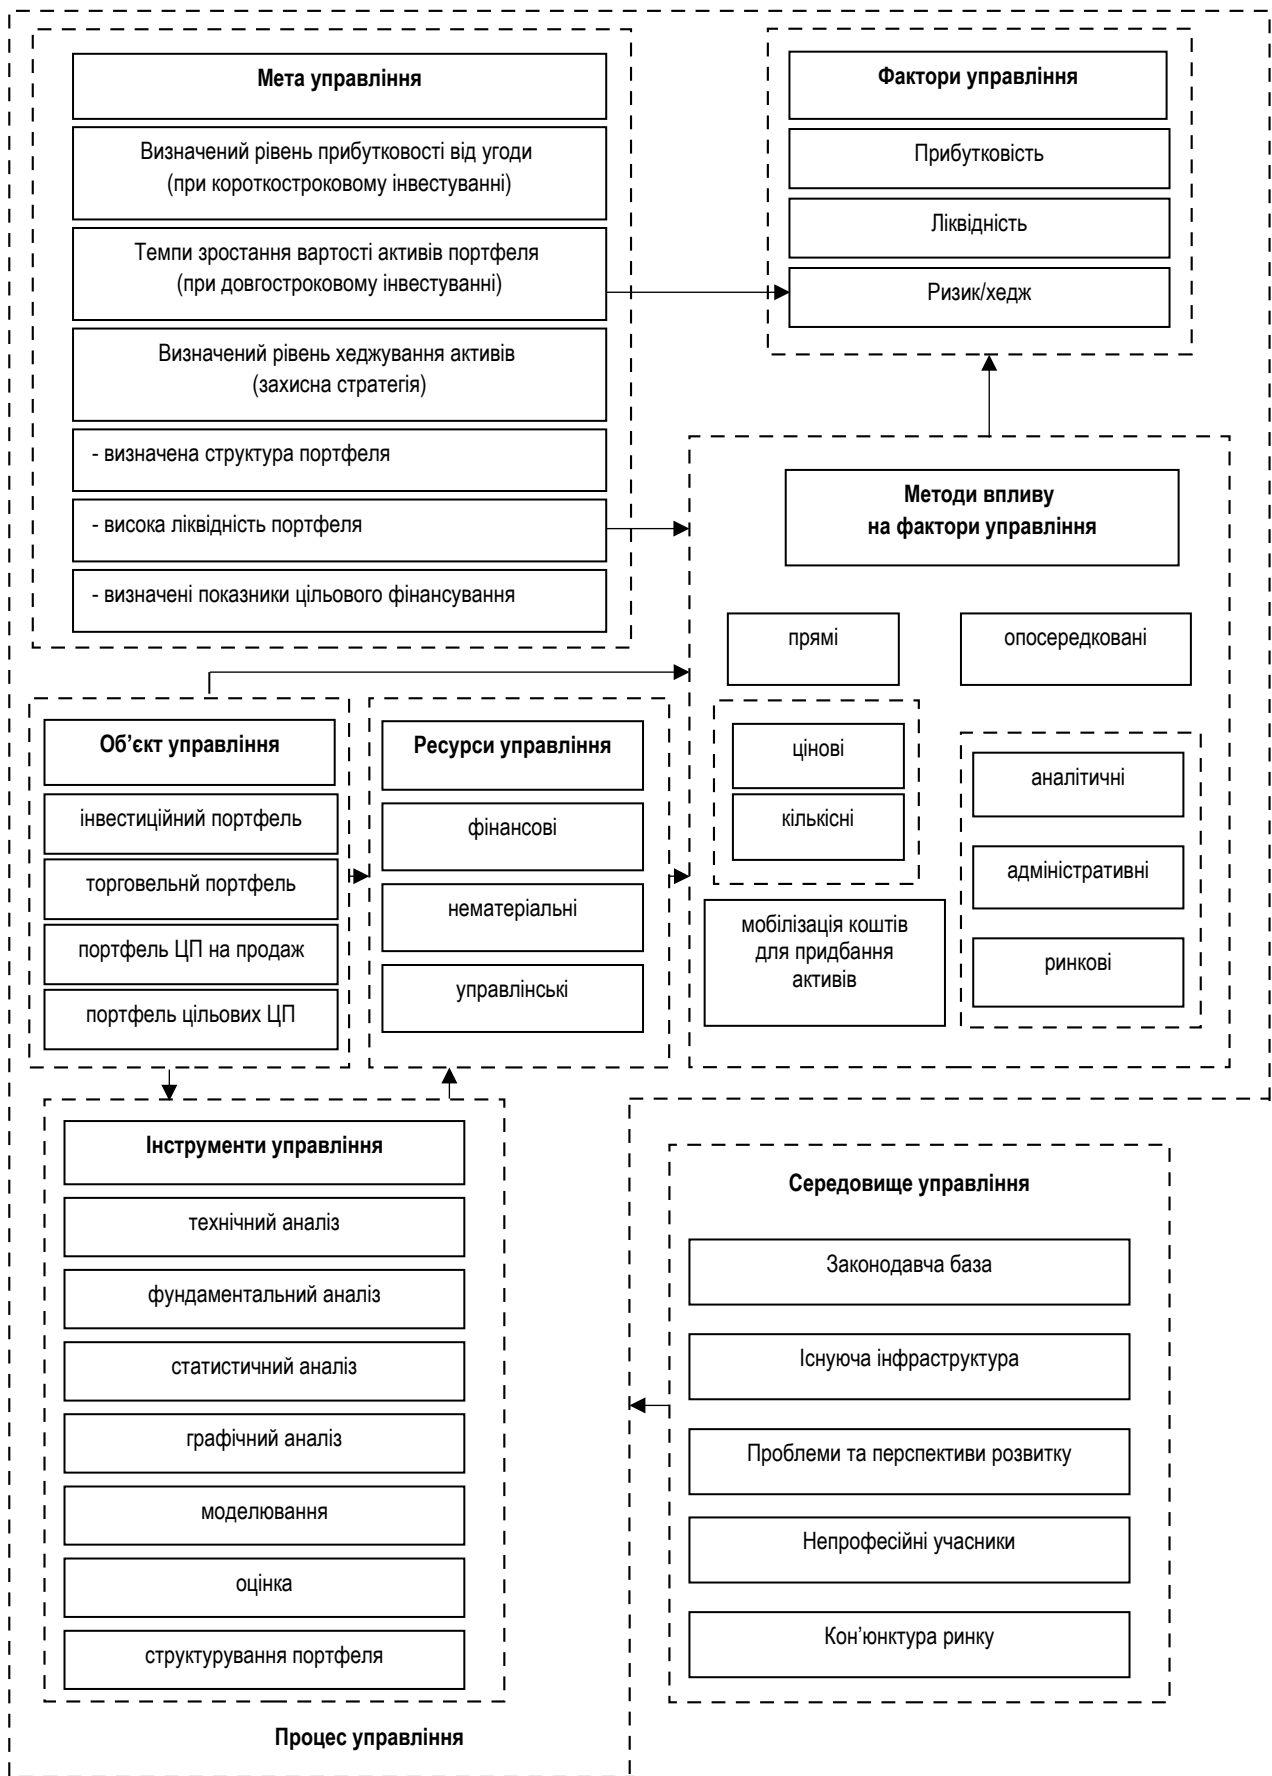 Мета управління
Визначений рівень прибутковості від угоди
(при короткостроковому інвестуванні)
Темпи зростання вартості активів портфеля
(при довгостроковому інвестуванні)
Визначений рівень хеджування активів
(захисна стратегія)
- визначена структура портфеля
- висока ліквідність портфеля
- визначені показники цільового фінансування
Фактори управління
Прибутковість
Ліквідність
Ризик/хедж
Методи впливу
на фактори управління
прямі
опосередковані
цінові
кількісні
мобілізація коштів
для придбання
активів
аналітичні
адміністративні
ринкові
Об’єкт управління
інвестиційний портфель
торговельнй портфель
портфель ЦП на продаж
портфель цільових ЦП
Ресурси управління
фінансові
нематеріальні
управлінські
Інструменти управління
технічний аналіз
фундаментальний аналіз
статистичний аналіз
графічний аналіз
моделювання
оцінка
структурування портфеля
Процес управління
Середовище управління
Законодавча база
Існуюча інфраструктура
Проблеми та перспективи розвитку
Непрофесійні учасники
Кон’юнктура ринку